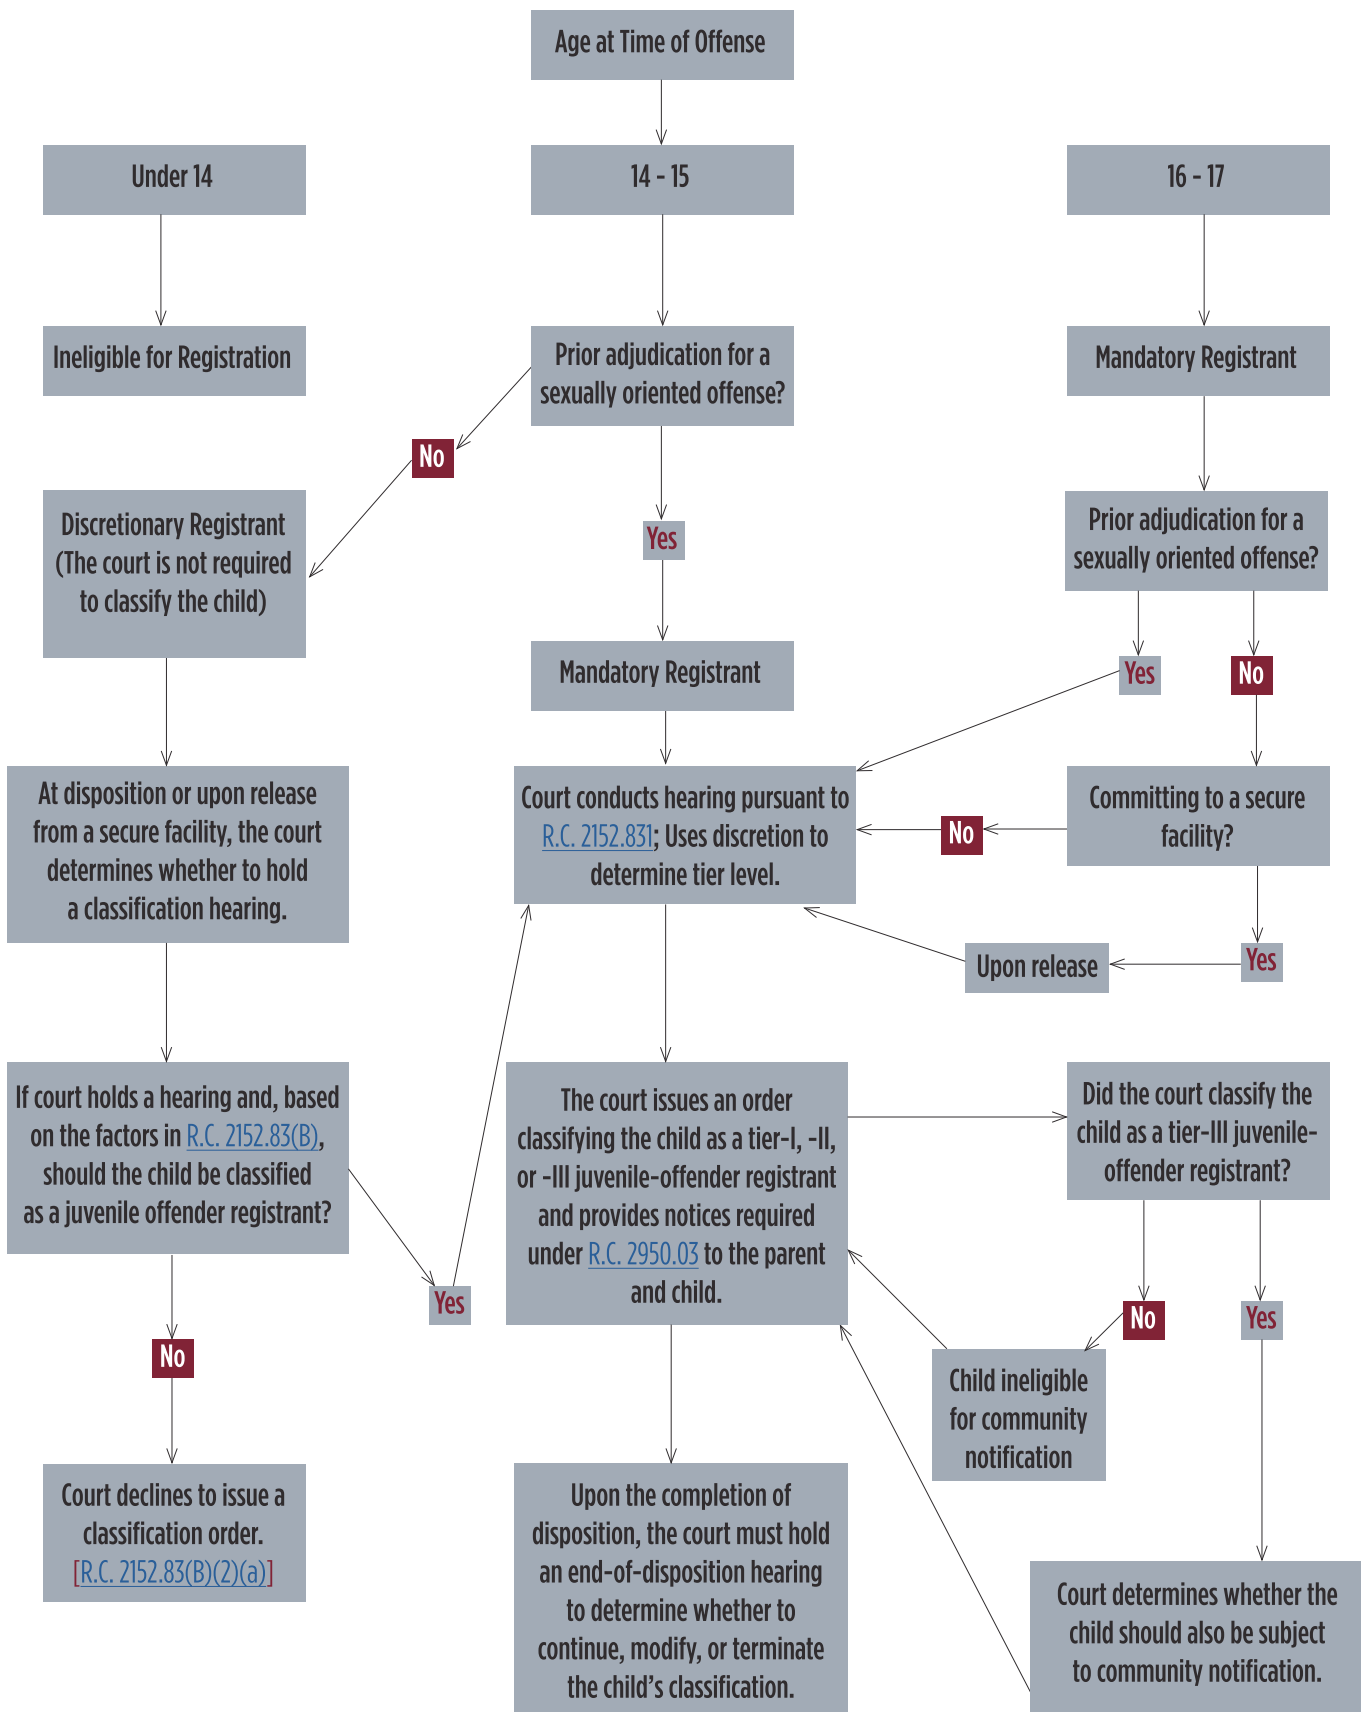 Age at Time of Offense
Under 14
14 - 15
16 - 17
Ineligible for Registration
Prior adjudication for a
sexually oriented offense?
Mandatory Registrant
No
Yes
Discretionary Registrant
(The court is not required
to classify the child)
Prior adjudication for a
sexually oriented offense?
Mandatory Registrant
Yes
No
At disposition or upon release
from a secure facility, the court
determines whether to hold
a classification hearing.
Court conducts hearing pursuant to
R.C. 2152.831; Uses discretion to
determine tier level.
No
Committing to a secure
facility?
Upon release
Yes
If court holds a hearing and, based
on the factors in R.C. 2152.83(B),
should the child be classified
as a juvenile offender registrant?
Yes
The court issues an order
classifying the child as a tier-I, -II,
or -III juvenile-offender registrant
and provides notices required
under R.C. 2950.03 to the parent
and child.
Did the court classify the
child as a tier-III juvenile-
offender registrant?
No
Yes
No
Child ineligible
for community
notification
Court declines to issue a
classification order.
[R.C. 2152.83(B)(2)(a)]
Upon the completion of
disposition, the court must hold
an end-of-disposition hearing
to determine whether to
continue, modify, or terminate
the child's classification.
Court determines whether the
child should also be subject
to community notification.